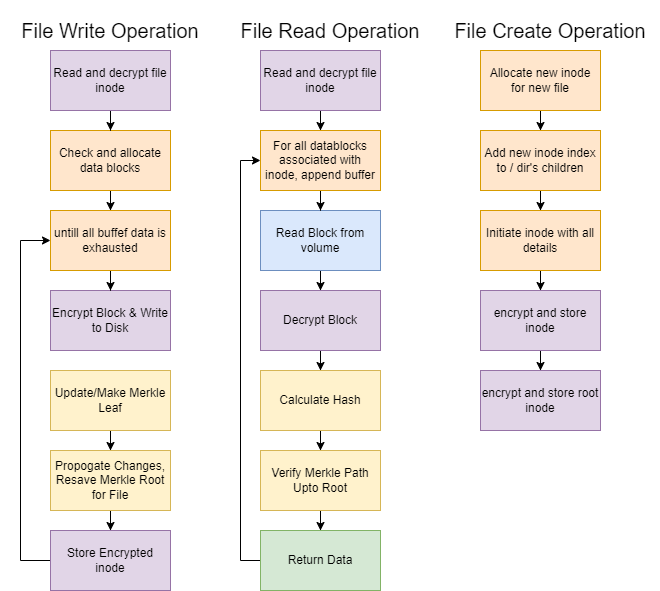 File Write Operation
Read and decrypt file
inode
Check and allocate
data blocks
untill all buffef data is
exhausted
Encrypt Block & Write
to Disk
Update/Make Merkle
Leaf
Propogate Changes,
Resave Merkle Root
for File
Store Encrypted
inode
File Read Operation
Read and decrypt file
inode
For all datablocks
associated with
inode, append buffer
Read Block from
volume
Decrypt Block
Calculate Hash
Verify Merkle Path
Upto Root
Return Data
File Create Operation
Allocate new inode
for new file
Add new inode index
to / dir's children
Initiate inode with all
details
encrypt and store
inode
encrypt and store root
inode